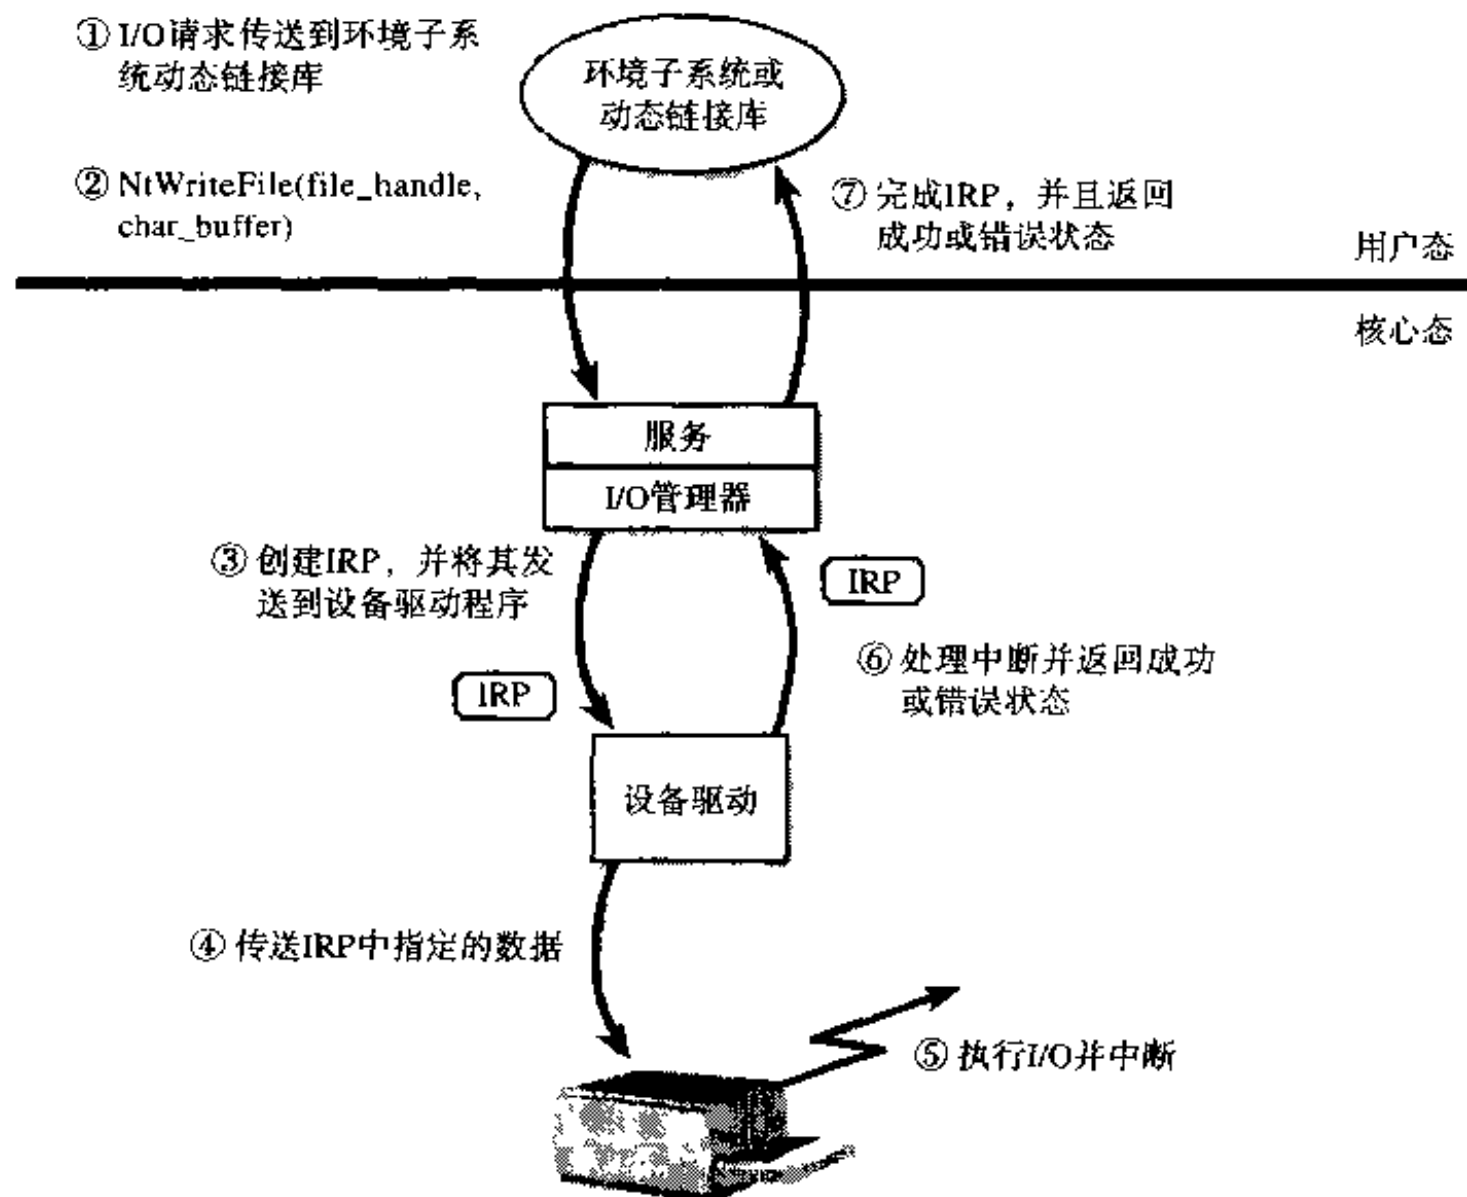 ① I/O请求传送到环境子系
统动态链接库
环境子系统或
动态链接库
② NtWriteFile(file_handle,
char_buffer)
⑦ 完成IRP，并且返回
成功或错误状态
用户态
核心态
服务
I/O管理器
③ 创建IRP，并将其发
送到设备驱动程序
IRP
IRP
⑥ 处理中断并返回成功
或错误状态
设备驱动
④ 传送IRP中指定的数据
⑤ 执行I/O并中断